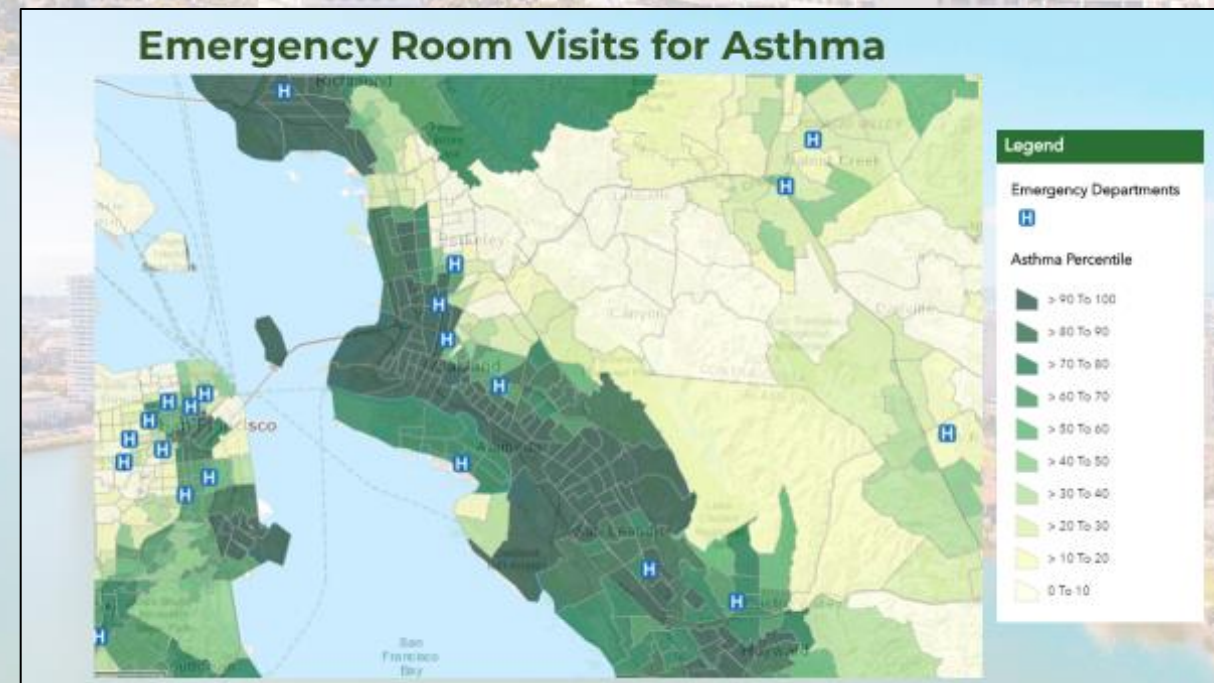 Emergency Room Visits for Asthma
Richmond
Walnut Creek
Berkeley
Canyon
Danville
Oakland
Alameda
San Leandro
Hayward
San
Francisco
Bay
Legend
Emergency Departments
H
Asthma Percentile
> 90 To 100
> 80 To 90
> 70 To 80
> 60 To 70
> 50 To 60
> 40 To 50
> 30 To 40
> 20 To 30
> 10 To 20
0 To 10